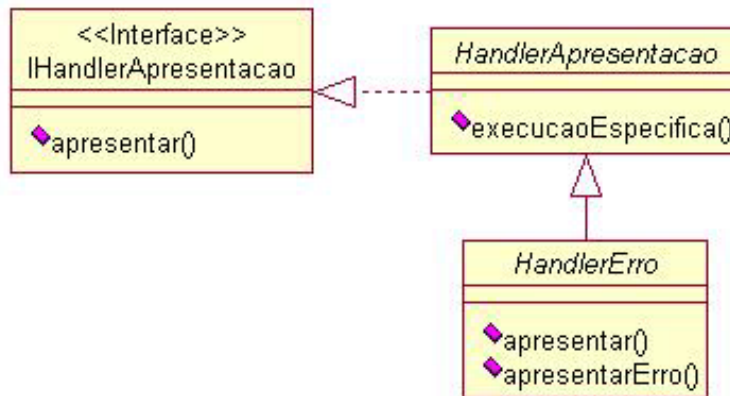 <<Interface>>
IHandlerApresentacao
apresentar()
HandlerApresentacao
execucaoEspecifica()
HandlerErro
apresentar()
apresentarErro()